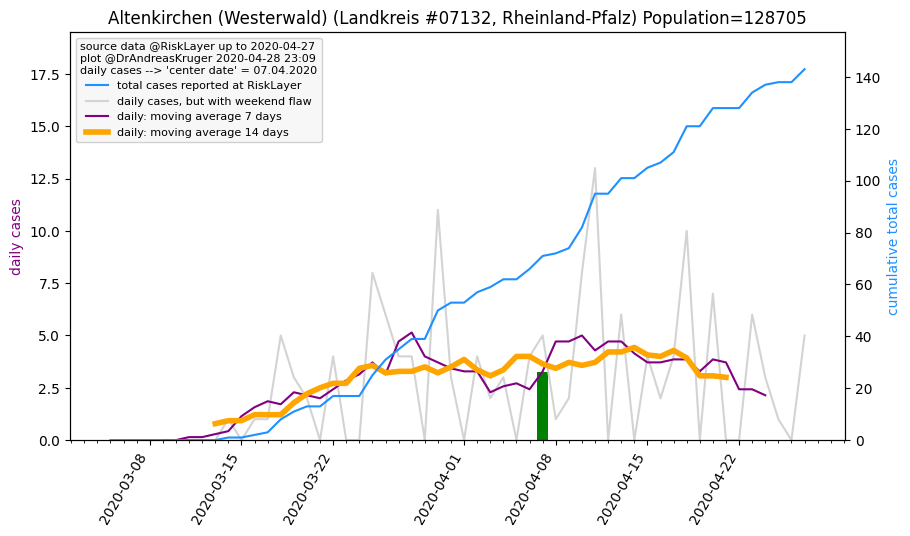 Altenkirchen (Westerwald) (Landkreis #07132, Rheinland-Pfalz) Population=128705
source data @RiskLayer up to 2020-04-27
plot @DrAndreasKruger 2020-04-28 23:09
daily cases --> 'center date' = 07.04.2020
total cases reported at RiskLayer
daily cases, but with weekend flaw
daily: moving average 7 days
daily: moving average 14 days
daily cases
17.5
15.0
12.5
10.0
7.5
5.0
2.5
0.0
140
120
100
80
60
40
20
0
cumulative total cases
2020-03-08
2020-03-15
2020-03-22
2020-04-01
2020-04-08
2020-04-15
2020-04-22